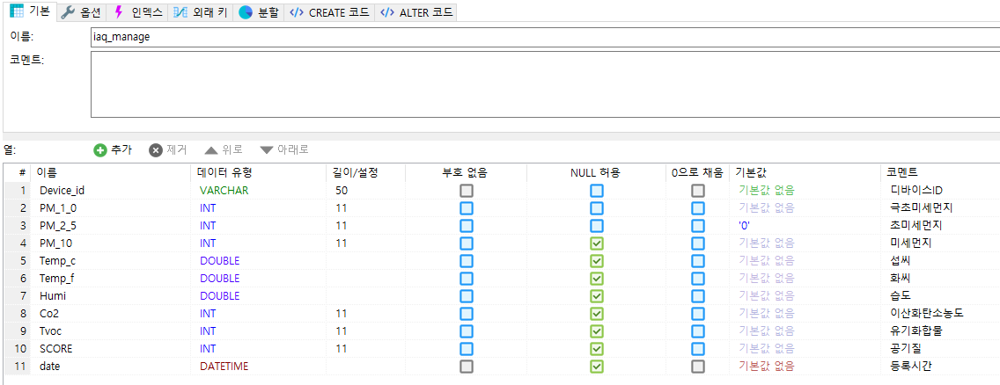 기본 옵션 인덱스 외래 키 분할 CREATE 코드 ALTER 코드
이름: iaq_manage
코멘트:
열: 추가 제거 위로 아래로
# 이름 데이터 유형 길이/설정 부호 없음 NULL 허용 0으로 채움 기본값 코멘트
1 Device_id VARCHAR 50 기본값 없음 디바이스ID
2 PM_1_0 INT 11 기본값 없음 극초미세먼지
3 PM_2_5 INT 11 '0' 초미세먼지
4 PM_10 INT 11 기본값 없음 미세먼지
5 Temp_c DOUBLE 기본값 없음 섭씨
6 Temp_f DOUBLE 기본값 없음 화씨
7 Humi DOUBLE 기본값 없음 습도
8 Co2 INT 11 기본값 없음 이산화탄소농도
9 Tvoc INT 11 기본값 없음 유기화합물
10 SCORE INT 11 기본값 없음 공기질
11 date DATETIME 기본값 없음 등록시간